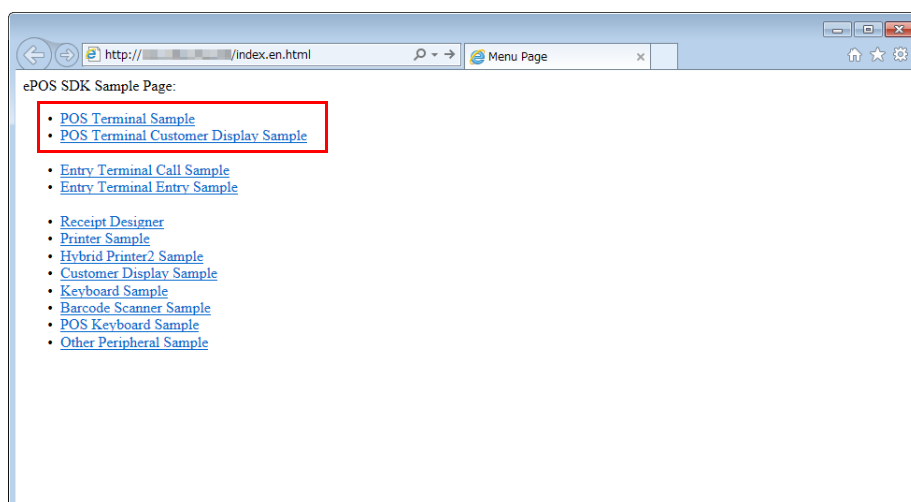 http:// /index.en.html
Menu Page
ePOS SDK Sample Page:
• POS Terminal Sample
• POS Terminal Customer Display Sample
• Entry Terminal Call Sample
• Entry Terminal Entry Sample
• Receipt Designer
• Printer Sample
• Hybrid Printer2 Sample
• Customer Display Sample
• Keyboard Sample
• Barcode Scanner Sample
• POS Keyboard Sample
• Other Peripheral Sample